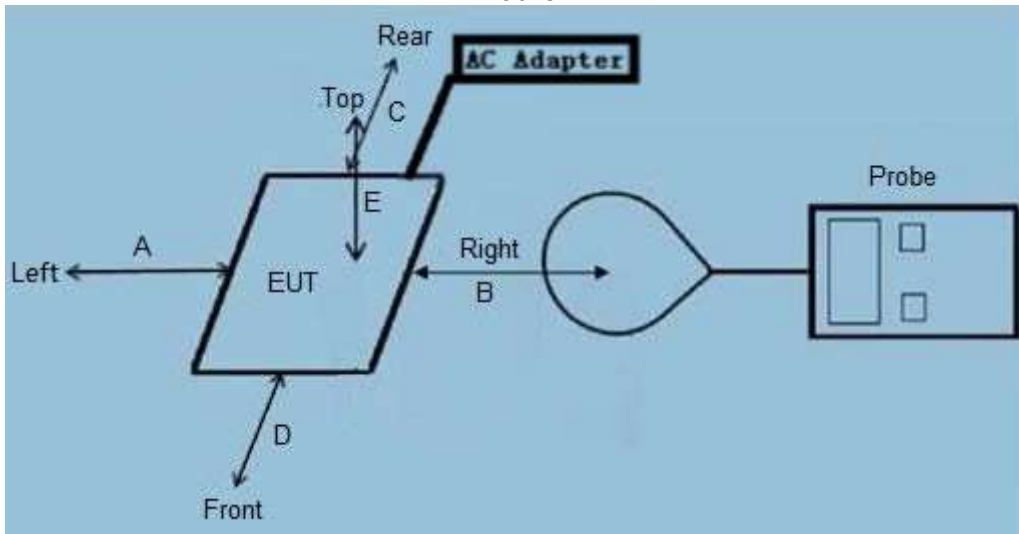 Rear
AC Adapter
Top
C
Probe
E
A
Right
Left
EUT
B
D
Front